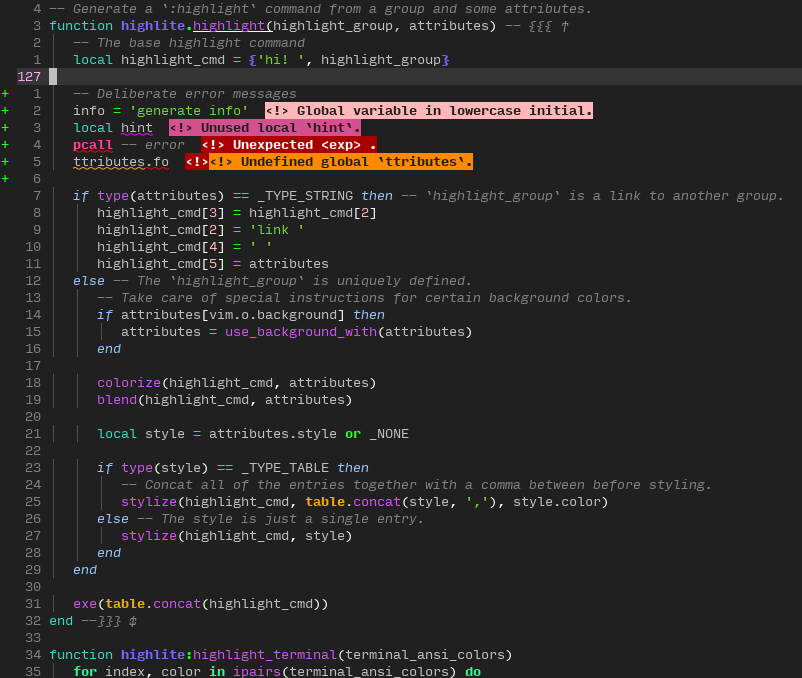 4 -- Generate a `:highlight` command from a group and some attributes.
3 function highlite.highlight(highlight_group, attributes) -- {{{ †
2 -- The base highlight command
1 local highlight_cmd = {'hi! ', highlight_group}
127
+ 1 -- Deliberate error messages
+ 2 info = 'generate info' <!> Global variable in lowercase initial.
+ 3 local hint <!> Unused local `hint`.
+ 4 pcall -- error <!> Unexpected <exp> .
+ 5 ttributes.fo <!><!> Undefined global `ttributes`.
+ 6
7 if type(attributes) == _TYPE_STRING then -- `highlight_group` is a link to another group.
8 highlight_cmd[3] = highlight_cmd[2]
9 highlight_cmd[2] = 'link '
10 highlight_cmd[4] = ' '
11 highlight_cmd[5] = attributes
12 else -- The `highlight_group` is uniquely defined.
13 -- Take care of special instructions for certain background colors.
14 if attributes[vim.o.background] then
15 attributes = use_background_with(attributes)
16 end
17
18 colorize(highlight_cmd, attributes)
19 blend(highlight_cmd, attributes)
20
21 local style = attributes.style or _NONE
22
23 if type(style) == _TYPE_TABLE then
24 -- Concat all of the entries together with a comma between before styling.
25 stylize(highlight_cmd, table.concat(style, ','), style.color)
26 else -- The style is just a single entry.
27 stylize(highlight_cmd, style)
28 end
29 end
30
31 exe(table.concat(highlight_cmd))
32 end --}}} ‡
33
34 function highlite:highlight_terminal(terminal_ansi_colors)
35 for index, color in ipairs(terminal_ansi_colors) do